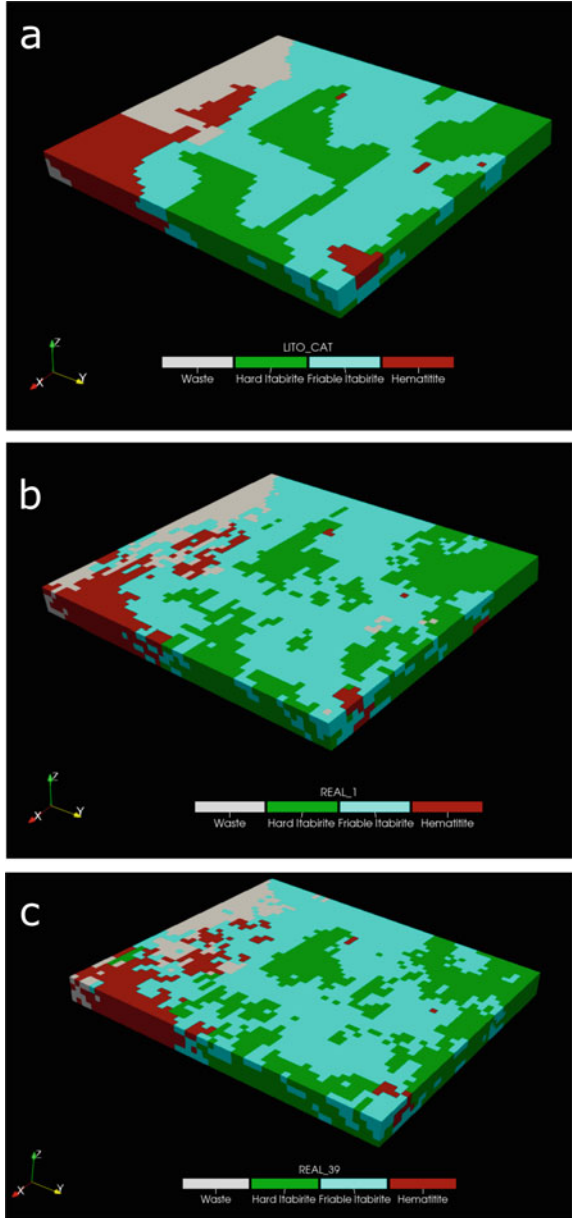 a
Z
X
Y
LITO_CAT
Waste
Hard Itabirite
Friable Itabirite
Hematitite
b
Z
X
Y
REAL_1
Waste
Hard Itabirite
Friable Itabirite
Hematitite
c
Z
X
Y
REAL_39
Waste
Hard Itabirite
Friable Itabirite
Hematitite